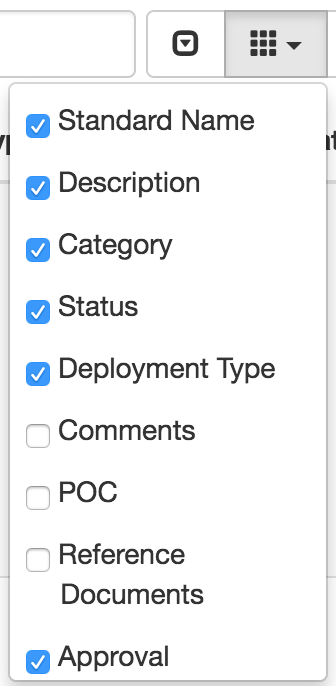 Standard Name
Description
Category
Status
Deployment Type
Comments
POC
Reference
Documents
Approval